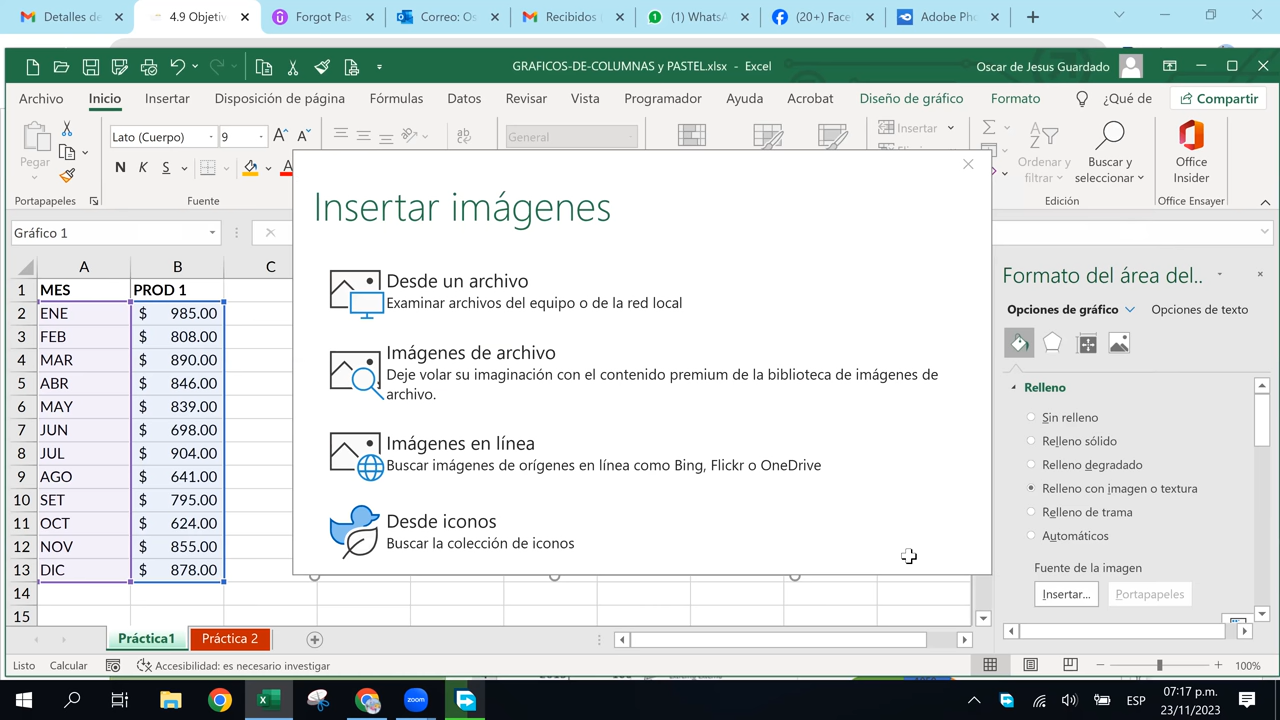 Detalles de
4.9 Objetiv
Forgot Pas
Correo: Os
Recibidos
(1) WhatsA
(20+) Face
Adobe Pho
GRAFICOS-DE-COLUMNAS y PASTEL.xlsx - Excel
Oscar de Jesus Guardado
Archivo Inicio Insertar Disposición de página Fórmulas Datos Revisar Vista Programador Ayuda Acrobat Diseño de gráfico Formato ¿Qué de Compartir
Pegar
Lato (Cuerpo) 9
General
Insertar
N K S
Ordenar y filtrar
Buscar y seleccionar
Office Insider
Portapapeles
Fuente
Edición
Office Ensayer
Gráfico 1
A B C
1 MES PROD 1
2 ENE $ 985.00
3 FEB $ 808.00
4 MAR $ 890.00
5 ABR $ 846.00
6 MAY $ 839.00
7 JUN $ 698.00
8 JUL $ 904.00
9 AGO $ 641.00
10 SET $ 795.00
11 OCT $ 624.00
12 NOV $ 855.00
13 DIC $ 878.00
14
15
Insertar imágenes
Desde un archivo
Examinar archivos del equipo o de la red local
Imágenes de archivo
Deje volar su imaginación con el contenido premium de la biblioteca de imágenes de
archivo.
Imágenes en línea
Buscar imágenes de orígenes en línea como Bing, Flickr o OneDrive
Desde iconos
Buscar la colección de iconos
Formato del área del..
Opciones de gráfico Opciones de texto
Relleno
Sin relleno
Relleno sólido
Relleno degradado
Relleno con imagen o textura
Relleno de trama
Automáticos
Fuente de la imagen
Insertar... Portapapeles
Práctica1 Práctica 2
Listo Calcular Accesibilidad: es necesario investigar 100%
zoom
ESP
07:17 p.m.
23/11/2023